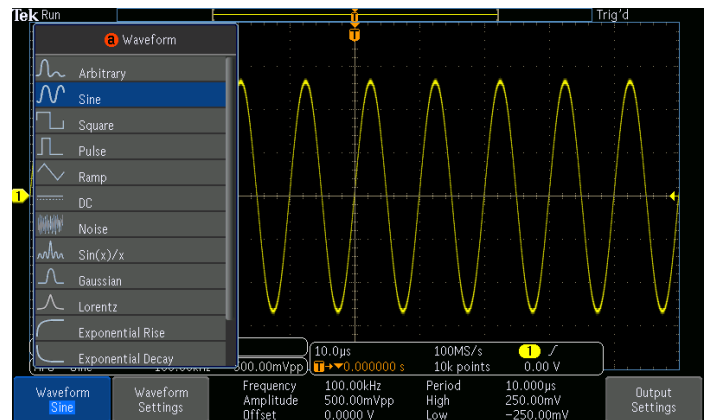 Tek Run Trig'd
T
a Waveform
Arbitrary
Sine
Square
Pulse
Ramp
DC
Noise
Sin(x)/x
Gaussian
Lorentz
Exponential Rise
Exponential Decay
1
500.00mVpp
10.0µs 100MS/s 1
T→▼0.000000 s 10k points 0.00 V
Waveform
Sine
Waveform
Settings
Frequency 100.00kHz Period 10.000µs
Amplitude 500.00mVpp High 250.00mV
Offset 0.0000 V Low −250.00mV
Output
Settings